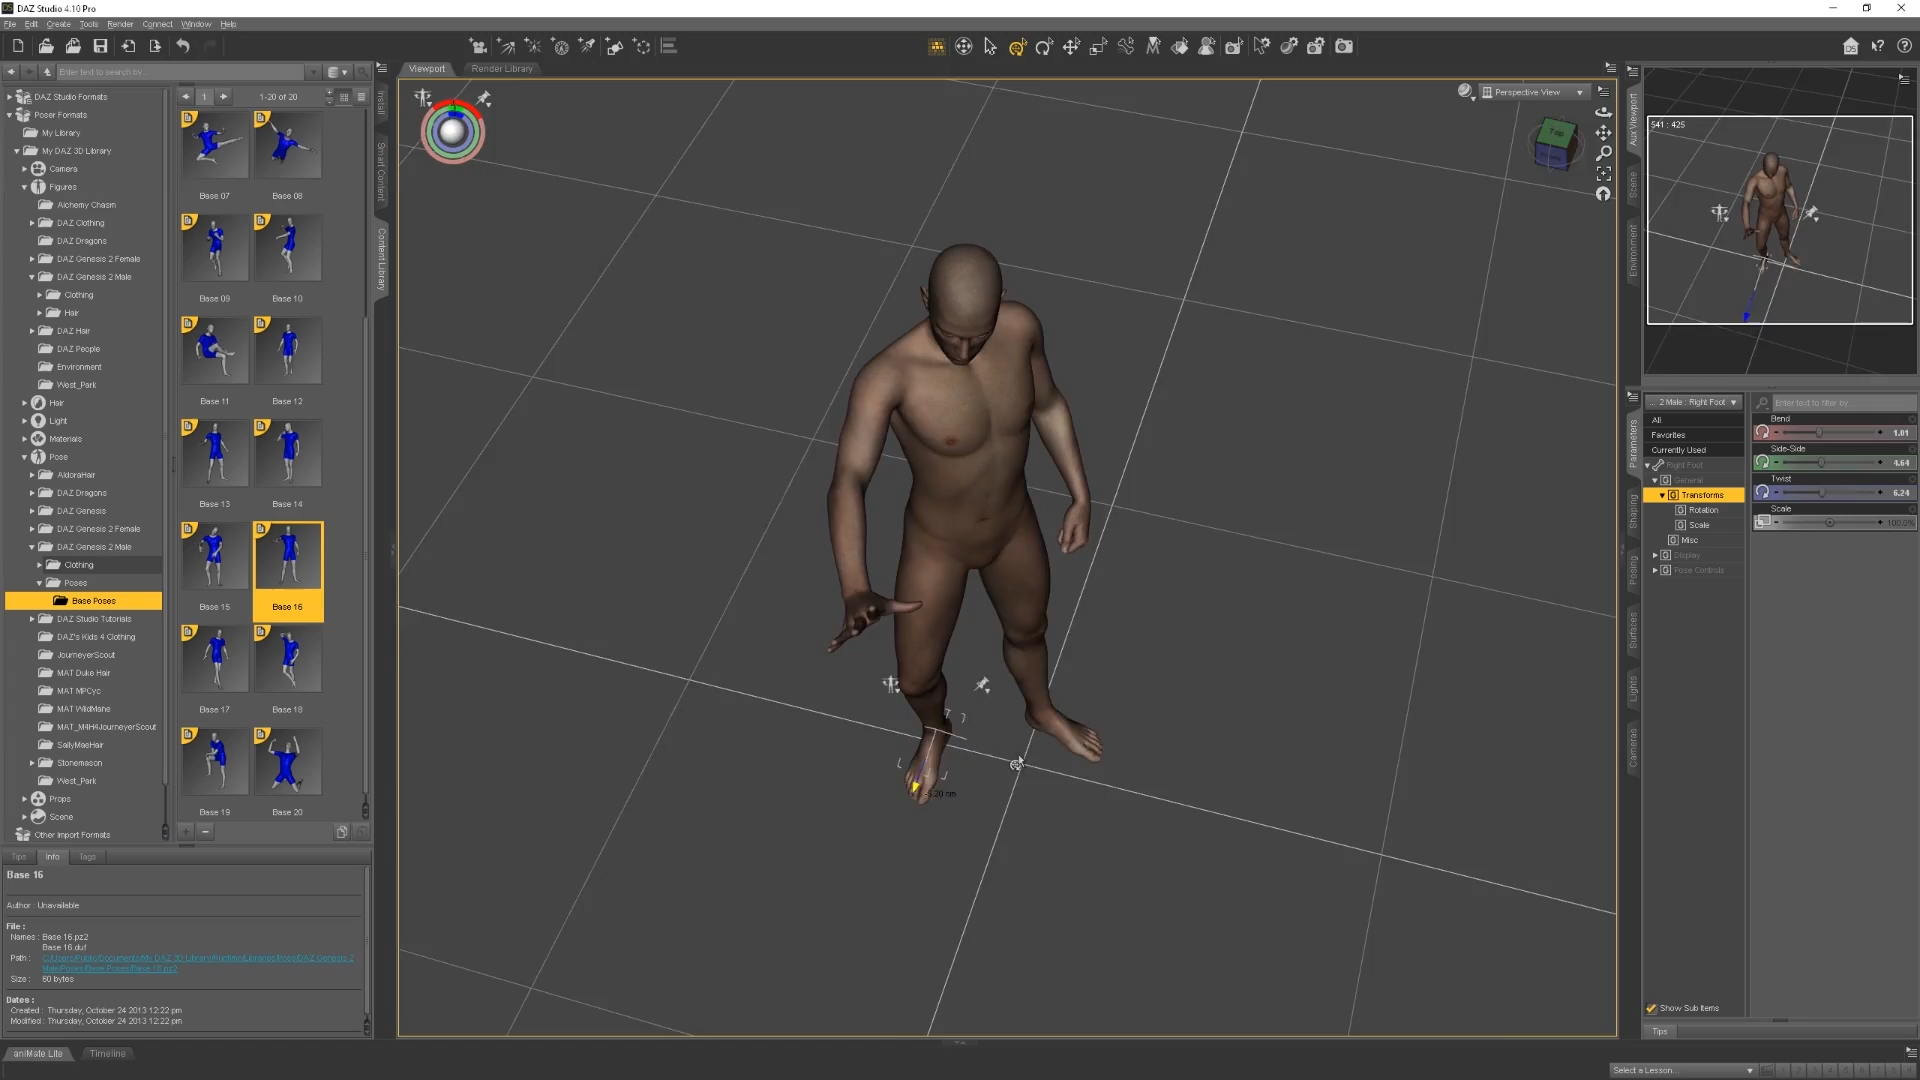 DAZ Studio 4.10 Pro
File Edit Create Tools Render Connect Window Help
Enter text to search by...
DAZ Studio Formats
Poser Formats
My Library
My DAZ 3D Library
Camera
Figures
Alchemy Chasm
DAZ Clothing
DAZ Dragons
DAZ Genesis 2 Female
DAZ Genesis 2 Male
Clothing
Hair
DAZ Hair
DAZ People
Environment
West_Park
Hair
Light
Materials
Pose
AldoraHair
DAZ Dragons
DAZ Genesis
DAZ Genesis 2 Female
DAZ Genesis 2 Male
Clothing
Poses
Base Poses
DAZ Studio Tutorials
DAZ's Kids 4 Clothing
JourneyerScout
MAT Duke Hair
MAT MPCyc
MAT WildMane
MAT_M4H4JourneyerScout
SallyMaeHair
Stonemason
West_Park
Props
Scene
Other Import Formats
1
1-20 of 20
Base 07
Base 08
Base 09
Base 10
Base 11
Base 12
Base 13
Base 14
Base 15
Base 16
Base 17
Base 18
Base 19
Base 20
Tips Info Tags
Base 16
Author : Unavailable
File :
Names : Base 16.pz2
Base 16.duf
Path : C:/Users/Public/Documents/My DAZ 3D Library/Runtime/Libraries/Pose/DAZ Genesis 2
Male/Poses/Base Poses/Base 16.pz2
Size : 60 bytes
Dates :
Created : Thursday, October 24 2013 12:22 pm
Modified : Thursday, October 24 2013 12:22 pm
aniMate Lite
Timeline
Install
Smart Content
Content Library
Viewport
Render Library
Perspective View
Top
Aux Viewport
Scene
Environment
541 : 425
Parameters
Shaping
Posing
Surfaces
Lights
Cameras
... 2 Male : Right Foot
Enter text to filter by...
All
Favorites
Currently Used
Right Foot
General
Transforms
Rotation
Scale
Misc
Display
Pose Controls
Bend
1.01
Side-Side
4.64
Twist
6.24
Scale
100.0%
Show Sub Items
Tips
Select a Lesson...